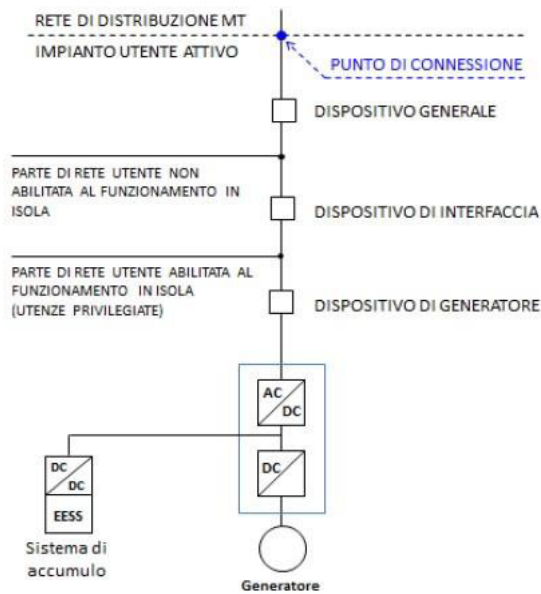 RETE DI DISTRIBUZIONE MT
IMPIANTO UTENTE ATTIVO
PUNTO DI CONNESSIONE
DISPOSITIVO GENERALE
PARTE DI RETE UTENTE NON
ABILITATA AL FUNZIONAMENTO IN
ISOLA
DISPOSITIVO DI INTERFACCIA
PARTE DI RETE UTENTE ABILITATA AL
FUNZIONAMENTO IN ISOLA
(UTENZE PRIVILEGIATE)
DISPOSITIVO DI GENERATORE
AC
DC
DC
DC
DC
EESS
Sistema di
accumulo
Generatore